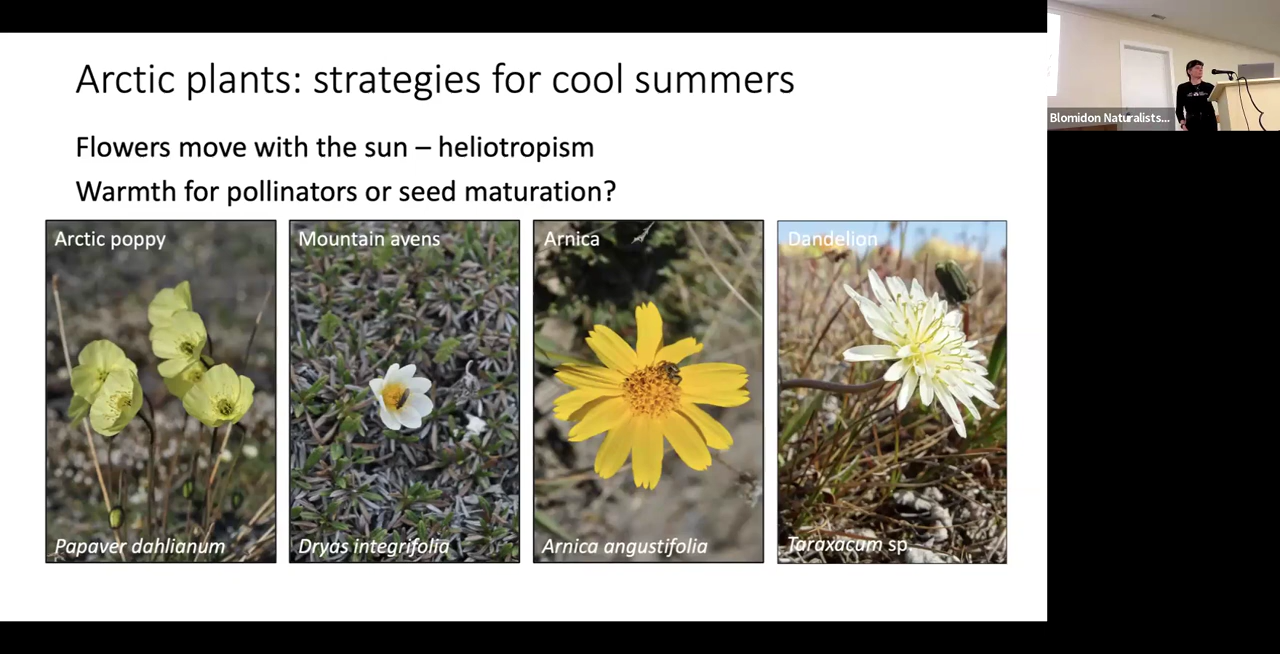 Arctic plants: strategies for cool summers
Flowers move with the sun – heliotropism
Warmth for pollinators or seed maturation?
Arctic poppy
Mountain avens
Arnica
Dandelion
Papaver dahlianum
Dryas integrifolia
Arnica angustifolia
Taraxacum sp.
Blomidon Naturalists...